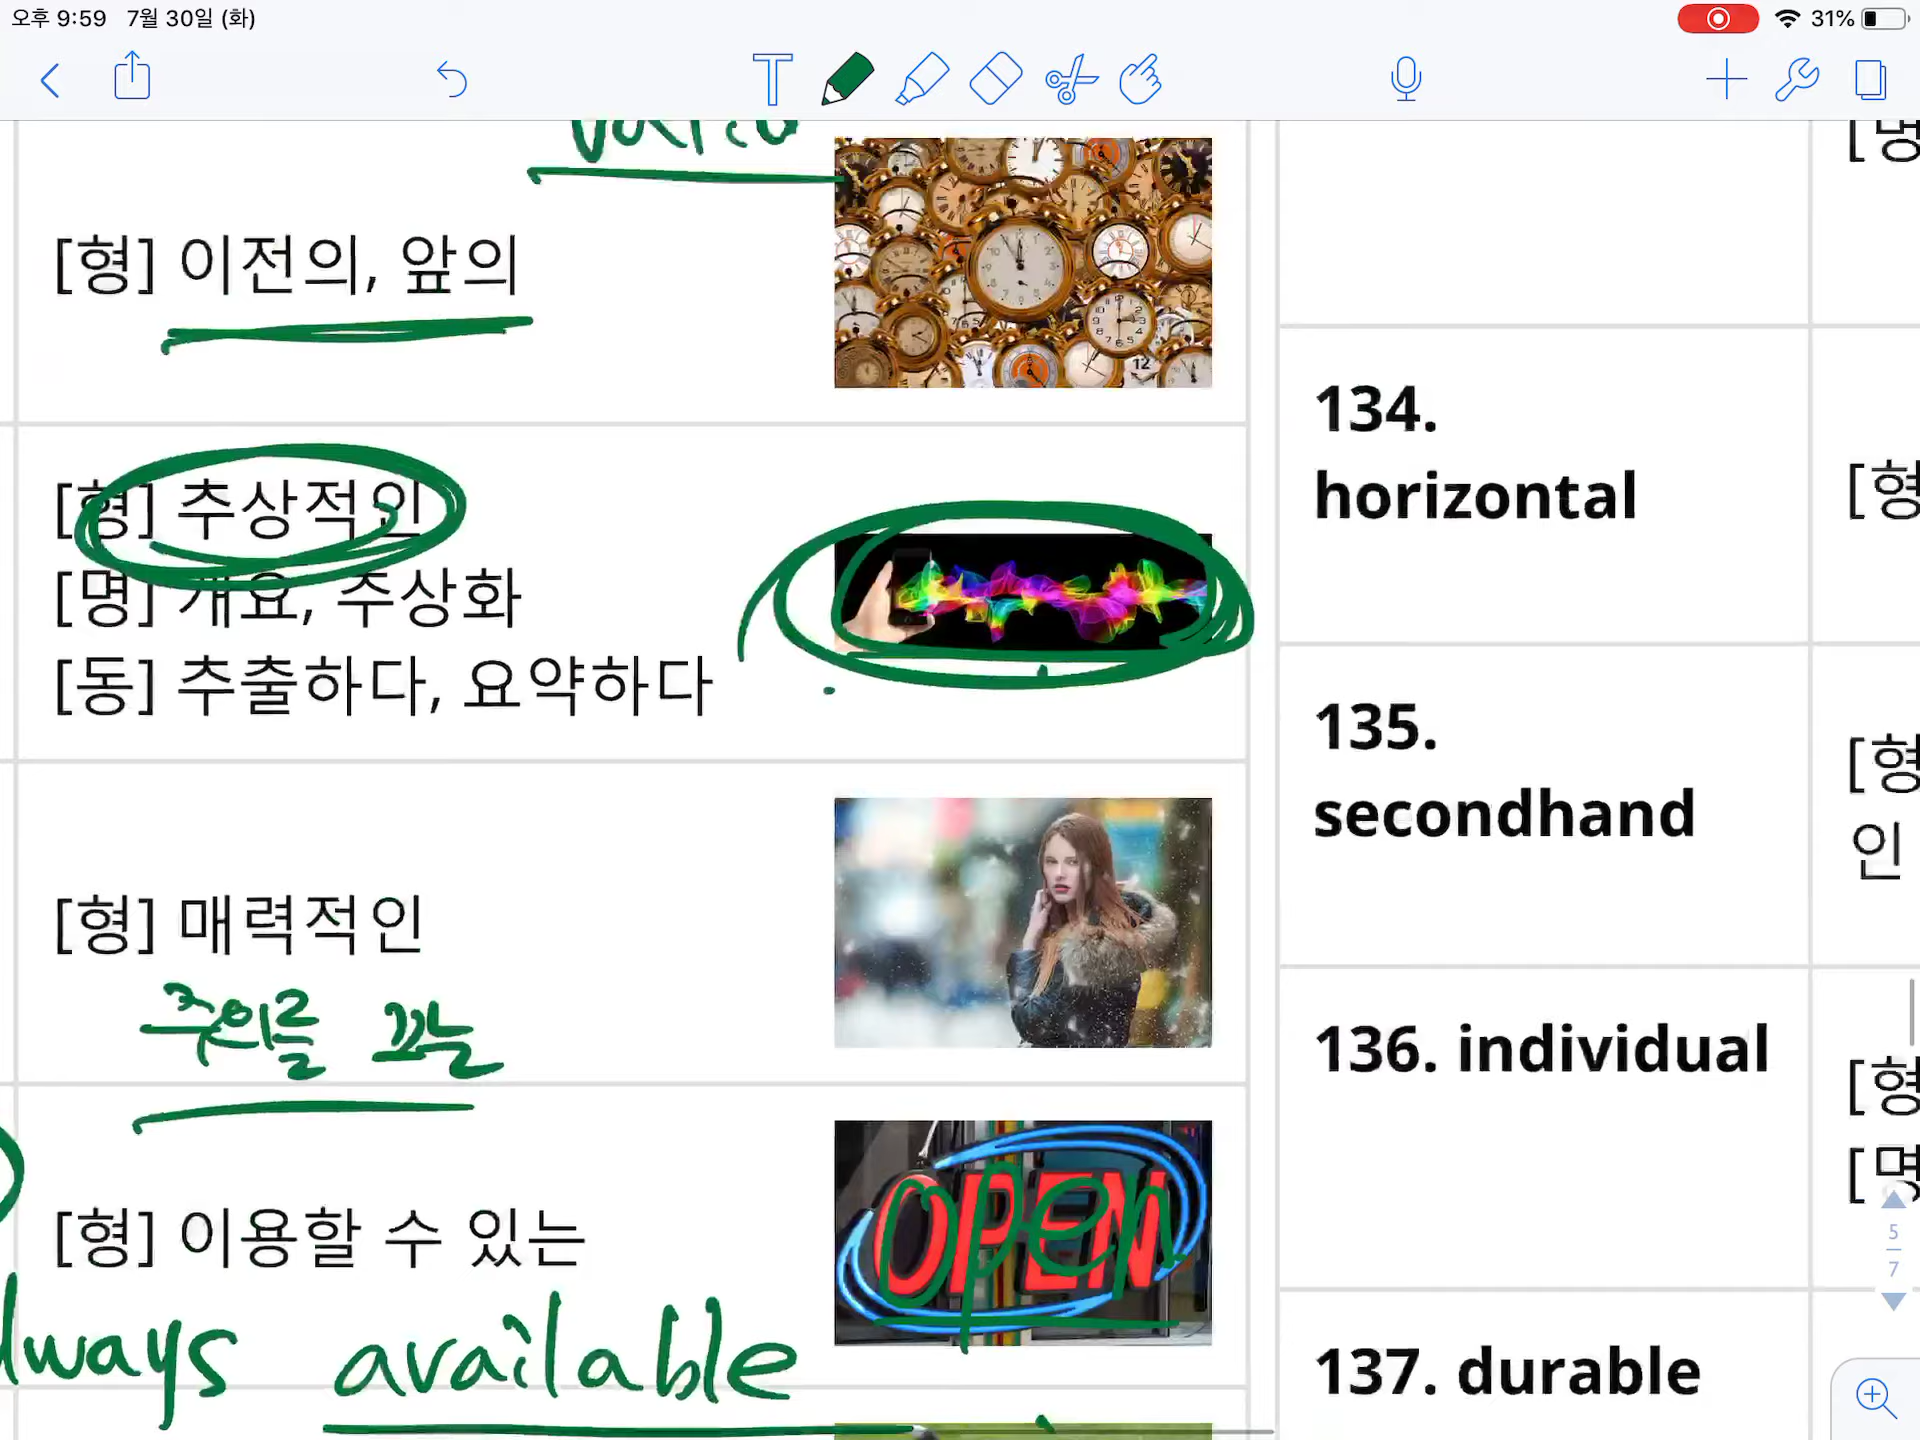 오후 9:59 7월 30일 (화)
31%
[형] 이전의, 앞의
[형] 추상적인
[명] 개요, 추상화
[동] 추출하다, 요약하다
[형] 매력적인
주의를 끄는
[형] 이용할 수 있는
OPEN
open
lways available
[명
134.
horizontal
[형
135.
secondhand
[형
인
136. individual
[형
[명
137. durable
5
7